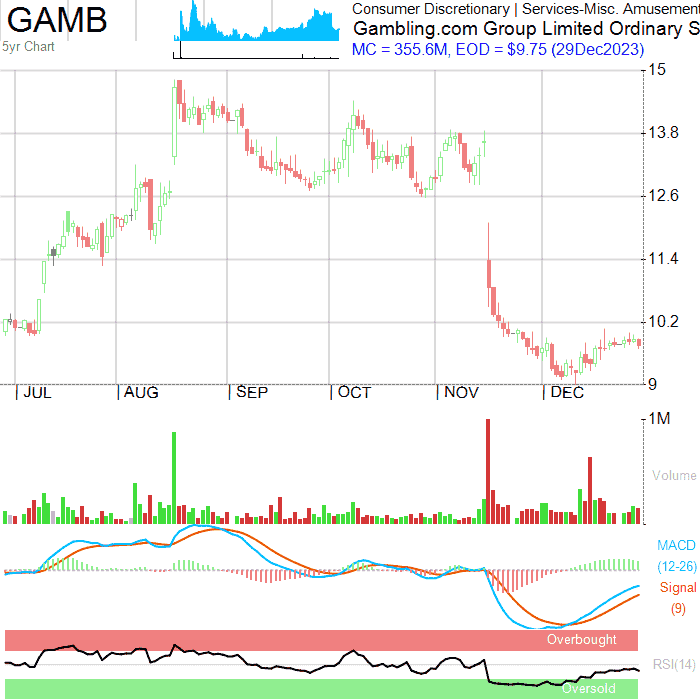 GAMB
5yr Chart
Consumer Discretionary | Services-Misc. Amusement
Gambling.com Group Limited Ordinary S
MC = 355.6M, EOD = $9.75 (29Dec2023)
15
13.8
12.6
11.4
10.2
9
JUL AUG SEP OCT NOV DEC
1M
Volume
MACD
(12-26)
Signal
(9)
Overbought
RSI(14)
Oversold